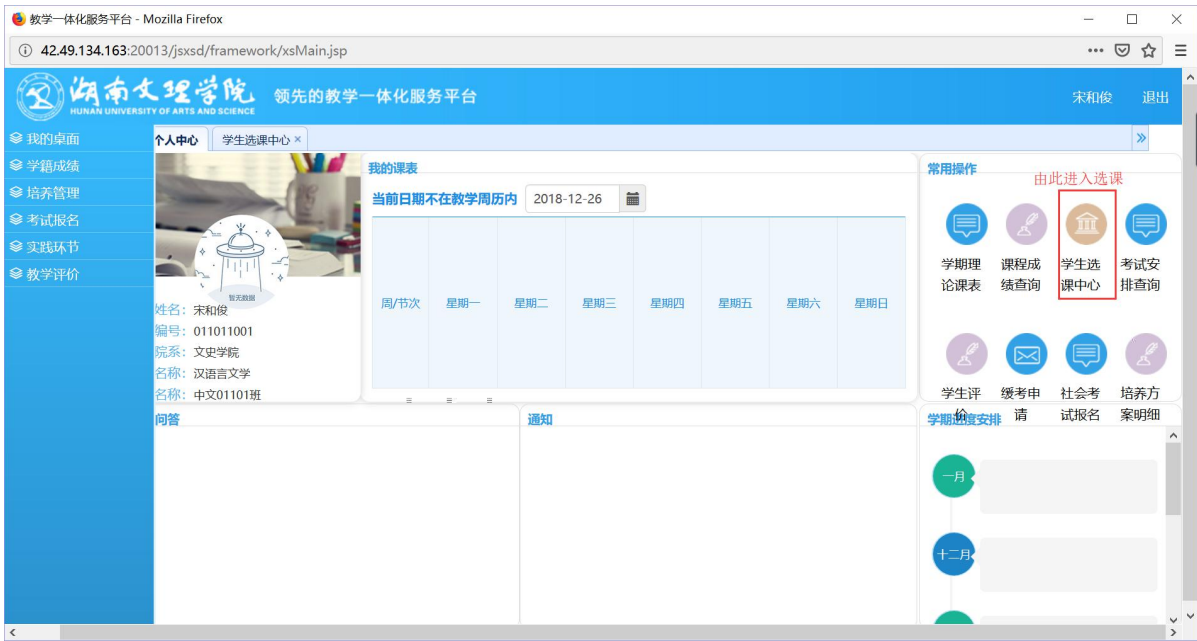 教学一体化服务平台 - Mozilla Firefox
42.49.134.163:20013/jsxsd/framework/xsMain.jsp
湖南文理学院
HUNAN UNIVERSITY OF ARTS AND SCIENCE
领先的教学一体化服务平台
宋和俊 退出
我的桌面
学籍成绩
培养管理
考试报名
实践环节
教学评价
个人中心 学生选课中心 ×
暂无数据
姓名：宋和俊
编号：011011001
院系：文史学院
名称：汉语言文学
名称：中文01101班
我的课表
当前日期不在教学周历内 2018-12-26
周/节次 星期一 星期二 星期三 星期四 星期五 星期六 星期日
常用操作
由此进入选课
学期理
论课表
课程成
绩查询
学生选
课中心
考试安
排查询
学生评
价
缓考申
请
社会考
试报名
培养方
案明细
问答
通知
学期进度安排
一月
十二月